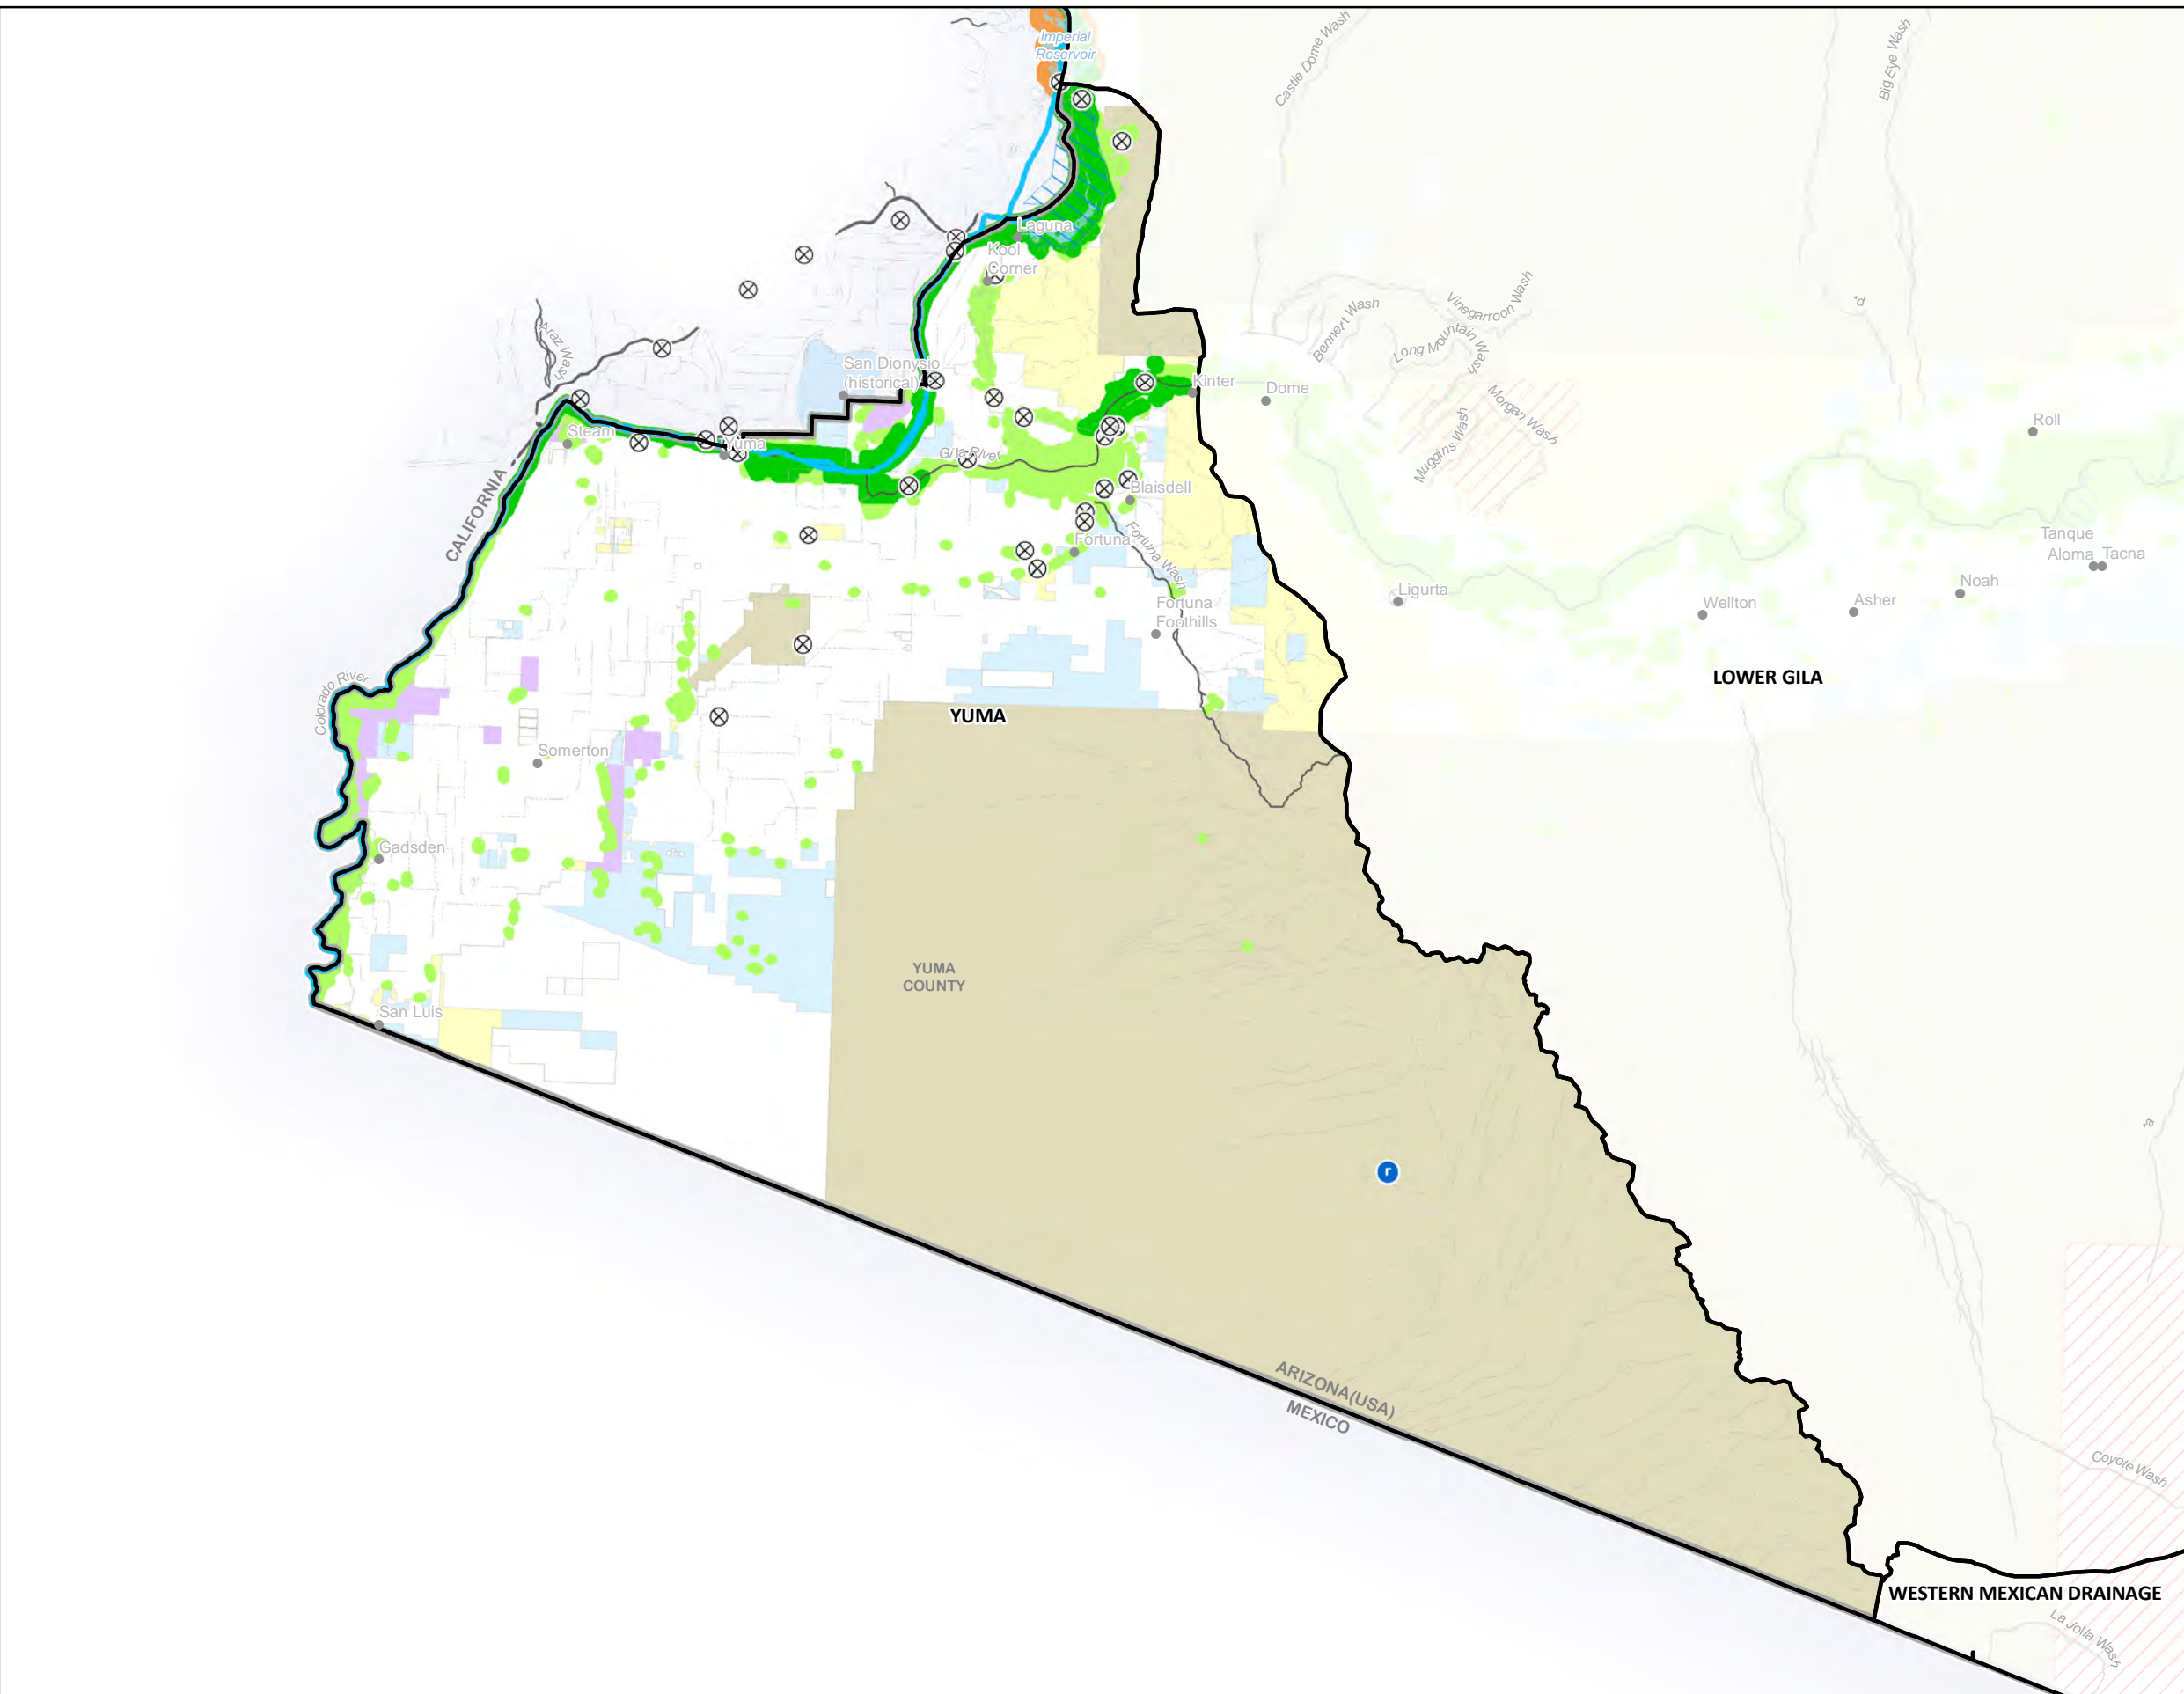 Imperial
Reservoir
Castle Dome Wash
Big Eye Wash
Laguna
Kool
Corner
Araz Wash
San Dionysio
(historical)
Kinter
Dome
Bennert Wash
Vinegarroon Wash
Long Mountain Wash
Morgan Wash
Muggins Wash
Roll
Steam
Yuma
Gila River
Blaisdell
CALIFORNIA
Fortuna
Fortuna Wash
Tanque
Aloma
Tacna
Ligurta
Noah
Wellton
Asher
Fortuna
Foothills
LOWER GILA
Colorado River
YUMA
Somerton
Gadsden
YUMA
COUNTY
San Luis
r
ARIZONA(USA)
MEXICO
Coyote Wash
WESTERN MEXICAN DRAINAGE
La Jolla Wash